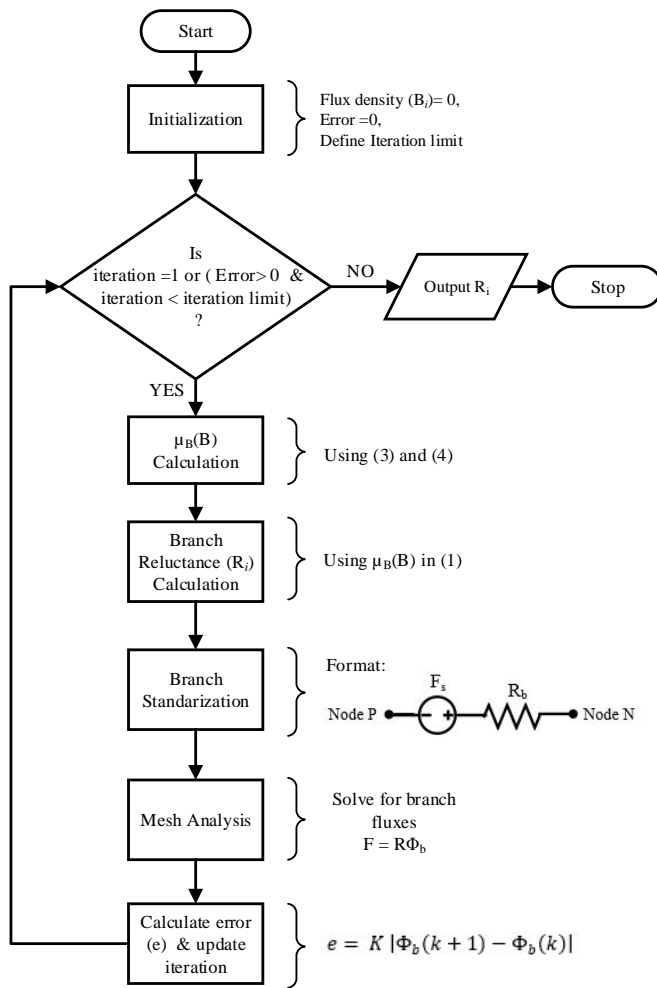 Start
Initialization
Flux density (Bᵢ)= 0,
Error =0,
Define Iteration limit
Is
iteration =1 or ( Error> 0 &
iteration < iteration limit)
?
NO
Output Rᵢ
Stop
YES
µ_B(B)
Calculation
Using (3) and (4)
Branch
Reluctance (Rᵢ)
Calculation
Using µ_B(B) in (1)
Branch
Standarization
Format:
F_s
R_b
Node P
- +
Node N
Mesh Analysis
Solve for branch
fluxes
F = RΦ_b
Calculate error
(e) & update
iteration
e = K |Φ_b(k + 1) − Φ_b(k)|